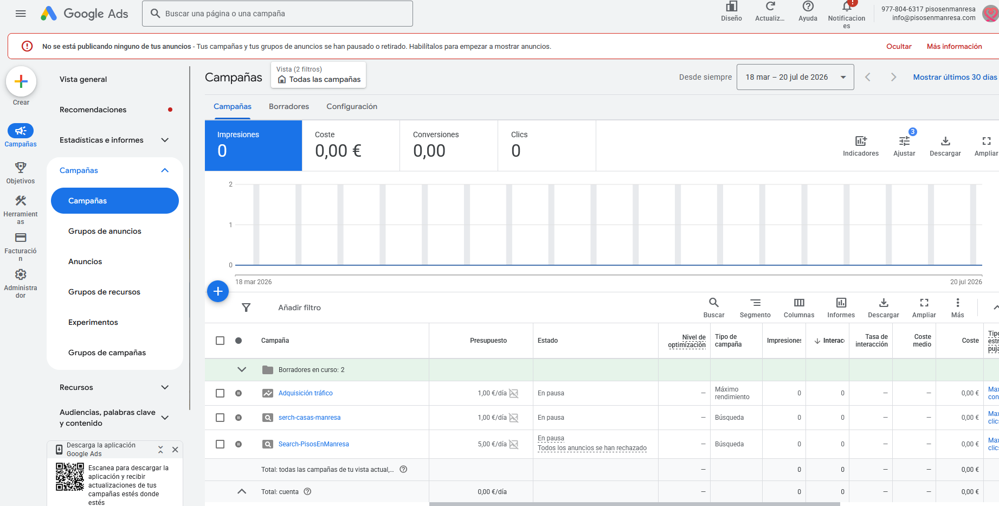 Google Ads
Buscar una página o una campaña
Diseño
Actualiz...
Ayuda
Notificacion
es
977-804-6317 pisosenmanresa
info@pisosenmanresa.com
No se está publicando ninguno de tus anuncios - Tus campañas y tus grupos de anuncios se han pausado o retirado. Habilítalos para empezar a mostrar anuncios.
Ocultar
Más información
Crear
Campañas
Objetivos
Herramient
as
Facturació
n
Administra
dor
Vista general
Recomendaciones
Estadísticas e informes
Campañas
Campañas
Grupos de anuncios
Anuncios
Grupos de recursos
Experimentos
Grupos de campañas
Recursos
Audiencias, palabras clave
y contenido
Descarga la aplicación
Google Ads
Escanea para descargar la
aplicación y recibir
actualizaciones de tus
campañas estés donde
estés
Campañas
Vista (2 filtros)
Todas las campañas
Desde siempre
18 mar – 20 jul de 2026
Mostrar últimos 30 días
Campañas
Borradores
Configuración
Impresiones
0
Coste
0,00 €
Conversiones
0,00
Clics
0
Indicadores
3
Ajustar
Descargar
Ampliar
2
1
0
18 mar 2026
20 jul 2026
Añadir filtro
Buscar
Segmento
Columnas
Informes
Descargar
Ampliar
Más
Campaña
Presupuesto
Estado
Nivel de
optimización
Tipo de
campaña
Impresiones
Interac
Tasa de
interacción
Coste
medio
Coste
Tipo
estr
puja
Borradores en curso: 2
Adquisición tráfico
1,00 €/día
En pausa
—
Máximo
rendimiento
0
0
—
—
0,00 €
Max
con
serch-casas-manresa
1,00 €/día
En pausa
—
Búsqueda
0
0
—
—
0,00 €
Max
clics
Search-PisosEnManresa
5,00 €/día
En pausa
Todos los anuncios se han rechazado
—
Búsqueda
0
0
—
—
0,00 €
Max
clics
Total: todas las campañas de tu vista actual,...
—
0
0
—
—
0,00 €
Total: cuenta
0,00 €/día
—
0
0
—
—
0,00 €